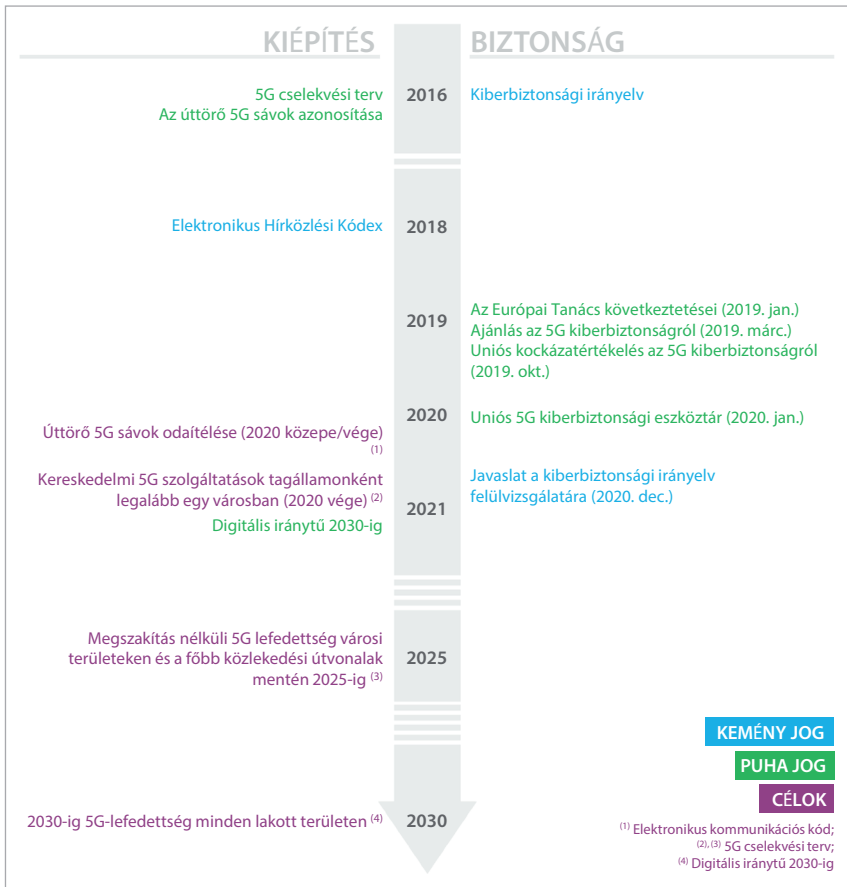 KIÉPÍTÉS
BIZTONSÁG
5G cselekvési terv
Az úttörő 5G sávok azonosítása
2016
Kiberbiztonsági irányelv
Elektronikus Hírközlési Kódex
2018
2019
Az Európai Tanács következtetései (2019. jan.)
Ajánlás az 5G kiberbiztonságról (2019. márc.)
Uniós kockázatértékelés az 5G kiberbiztonságról
(2019. okt.)
Úttörő 5G sávok odaítélése (2020 közepe/vége)
(1)
2020
Uniós 5G kiberbiztonsági eszköztár (2020. jan.)
Kereskedelmi 5G szolgáltatások tagállamonként
legalább egy városban (2020 vége) (2)
Digitális iránytű 2030-ig
2021
Javaslat a kiberbiztonsági irányelv
felülvizsgálatára (2020. dec.)
Megszakítás nélküli 5G lefedettség városi
területeken és a főbb közlekedési útvonalak
mentén 2025-ig (3)
2025
2030-ig 5G-lefedettség minden lakott területen (4)
2030
KEMÉNY JOG
PUHA JOG
CÉLOK
(1) Elektronikus kommunikációs kód;
(2), (3) 5G cselekvési terv;
(4) Digitális iránytű 2030-ig